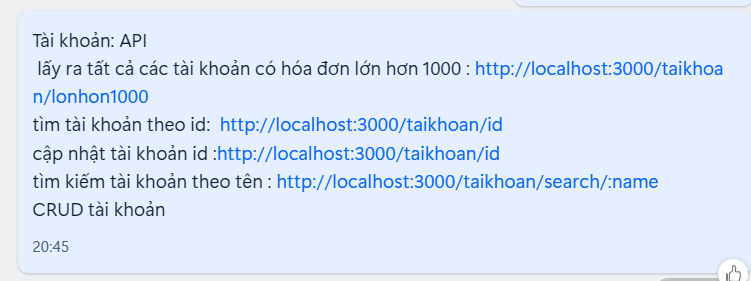 Tài khoản: API
lấy ra tất cả các tài khoản có hóa đơn lớn hơn 1000 : http://localhost:3000/taikhoa
n/lonhon1000
tìm tài khoản theo id:  http://localhost:3000/taikhoan/id
cập nhật tài khoản id :http://localhost:3000/taikhoan/id
tìm kiếm tài khoản theo tên : http://localhost:3000/taikhoan/search/:name
CRUD tài khoản
20:45